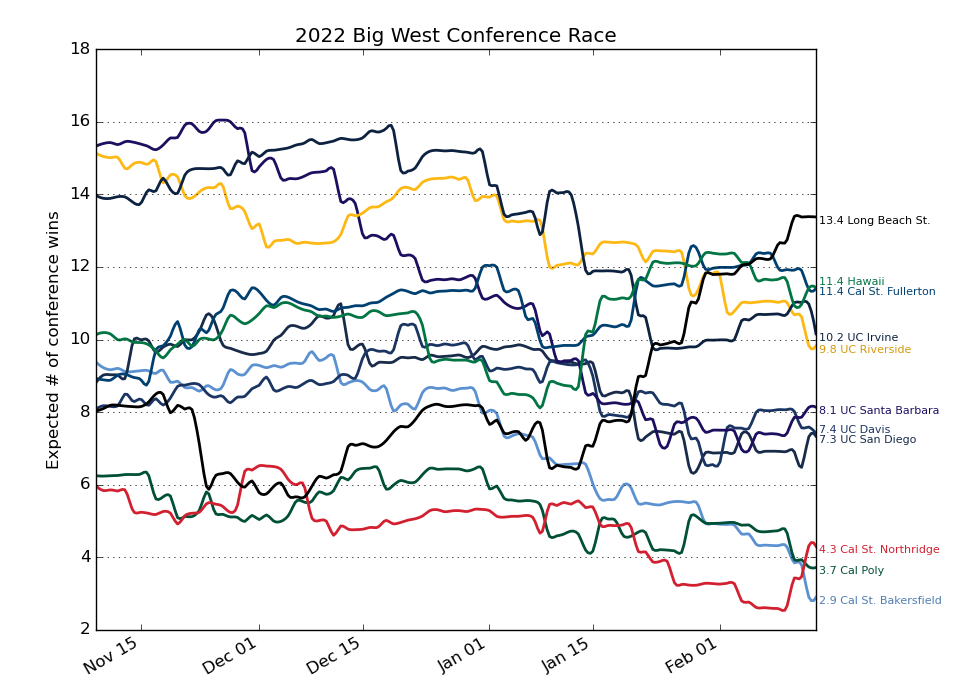 2022 Big West Conference Race
Expected # of conference wins
18
16
14
12
10
8
6
4
2
Nov 15
Dec 01
Dec 15
Jan 01
Jan 15
Feb 01
13.4 Long Beach St.
11.4 Hawaii
11.4 Cal St. Fullerton
10.2 UC Irvine
9.8 UC Riverside
8.1 UC Santa Barbara
7.4 UC Davis
7.3 UC San Diego
4.3 Cal St. Northridge
3.7 Cal Poly
2.9 Cal St. Bakersfield